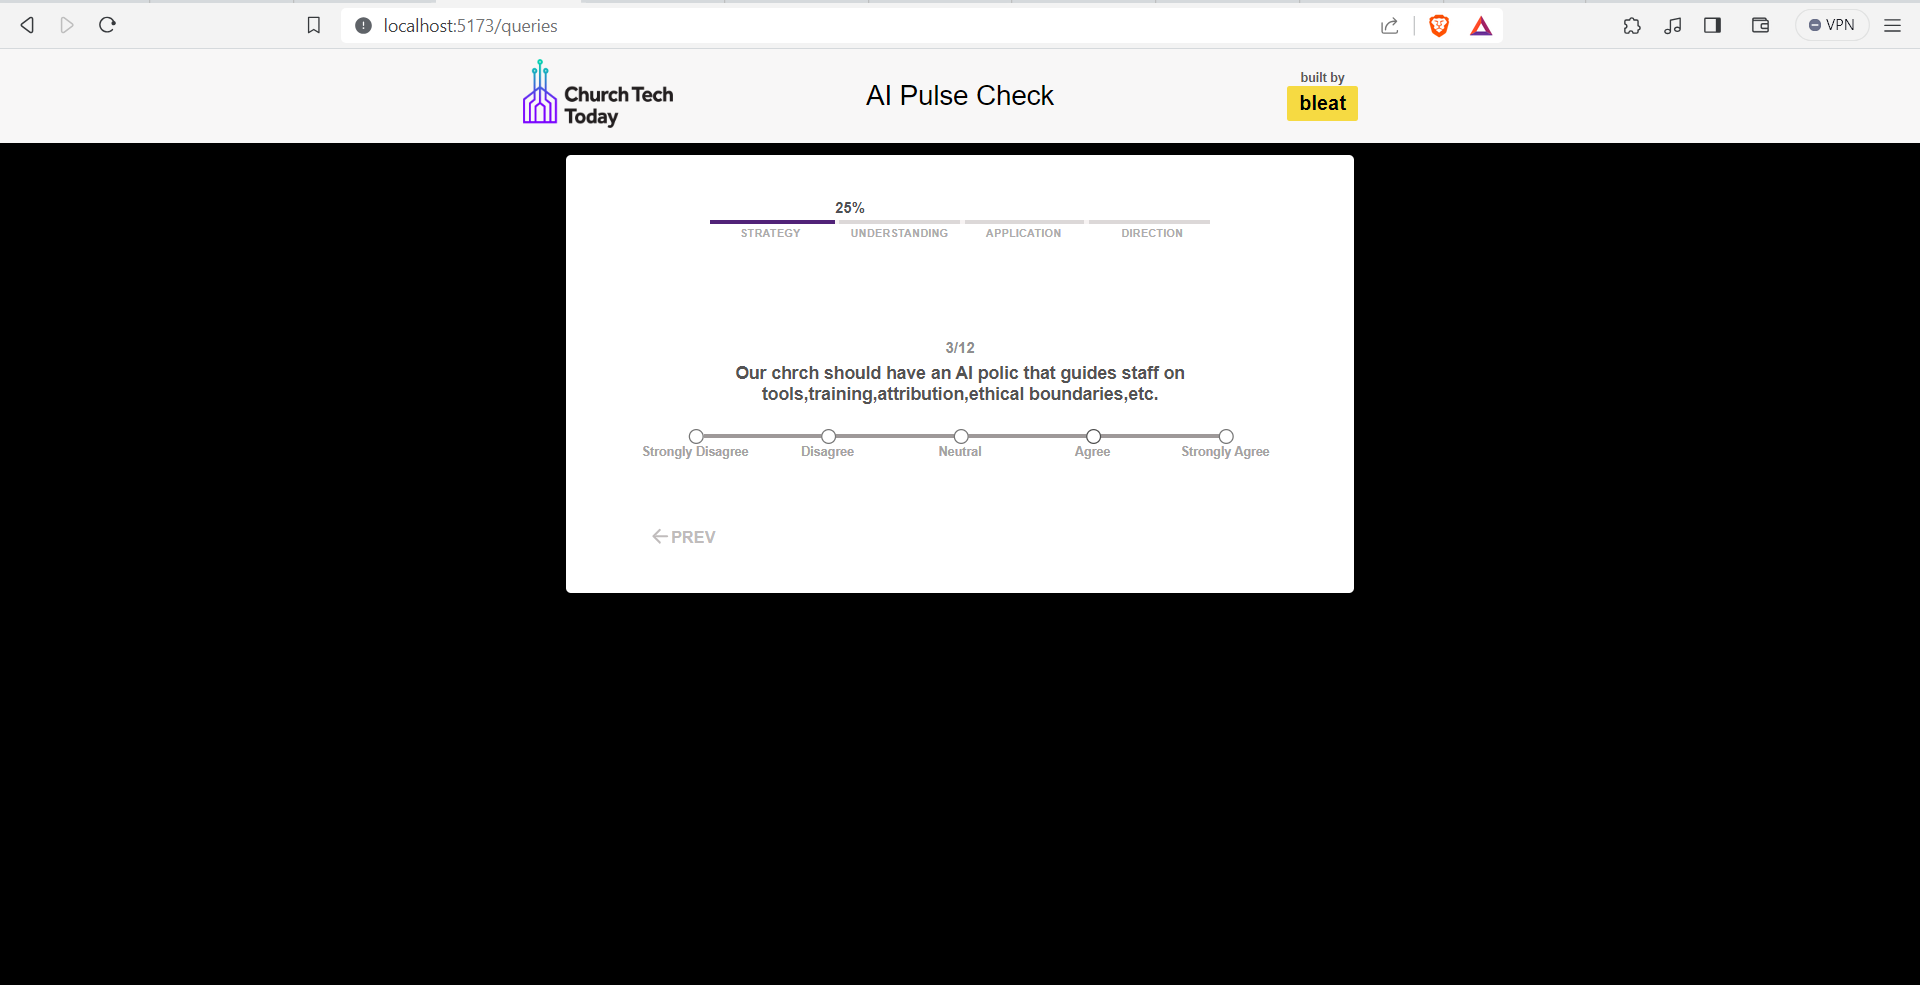 localhost:5173/queries
VPN
Church Tech
Today
AI Pulse Check
built by
bleat
25%
STRATEGY UNDERSTANDING APPLICATION DIRECTION
3/12
Our chrch should have an AI polic that guides staff on
tools,training,attribution,ethical boundaries,etc.
Strongly Disagree Disagree Neutral Agree Strongly Agree
PREV